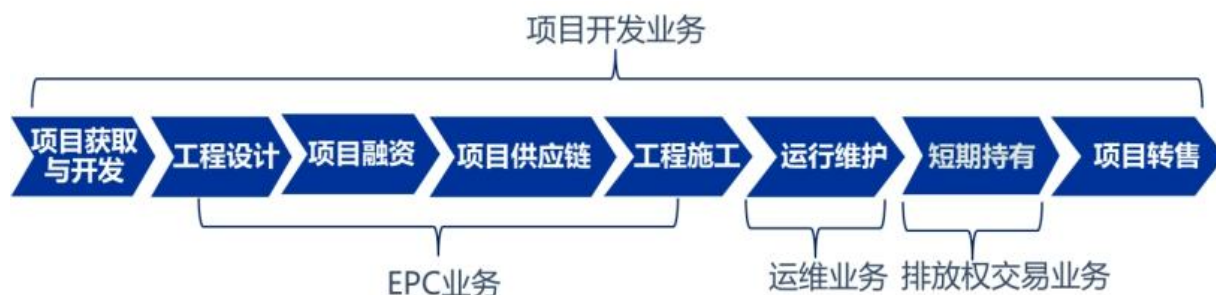 项目开发业务
项目获取
与开发
工程设计
项目融资
项目供应链
工程施工
运行维护
短期持有
项目转售
EPC业务
运维业务
排放权交易业务